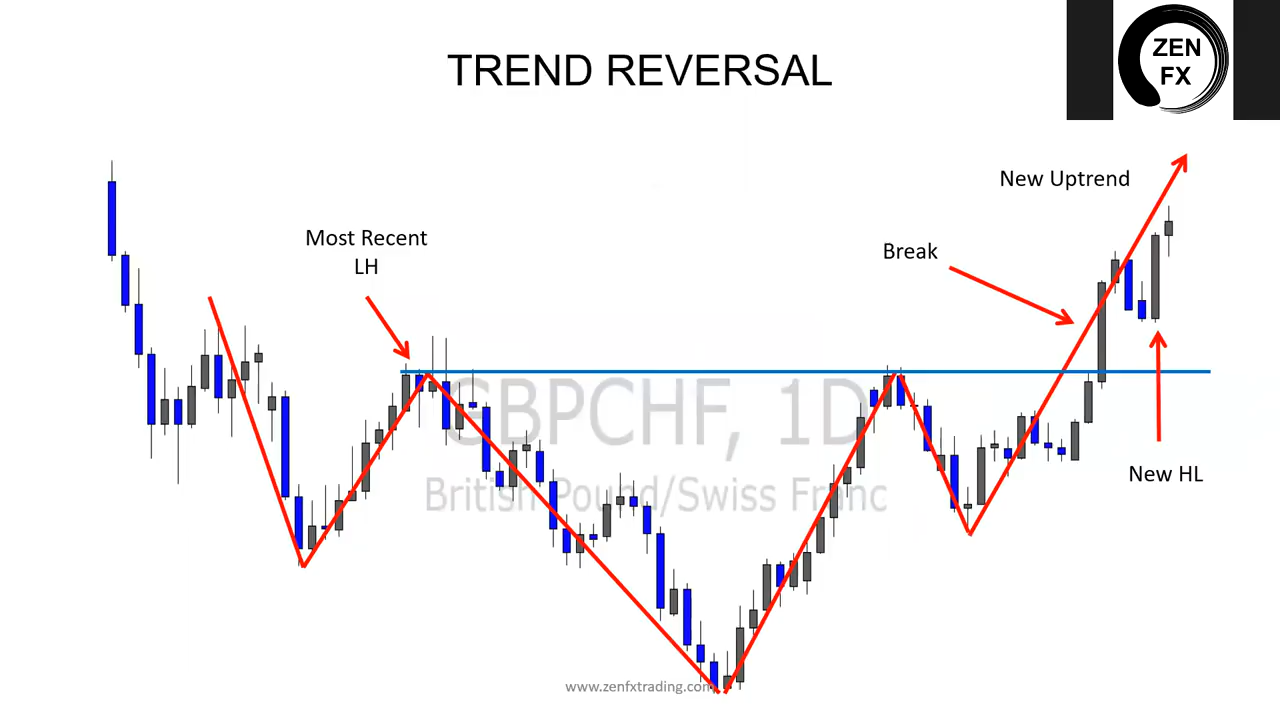 ZEN
FX
TREND REVERSAL
New Uptrend
Most Recent
LH
Break
GBPCHF, 1D
British Pound/Swiss Franc
New HL
www.zenfxtrading.com